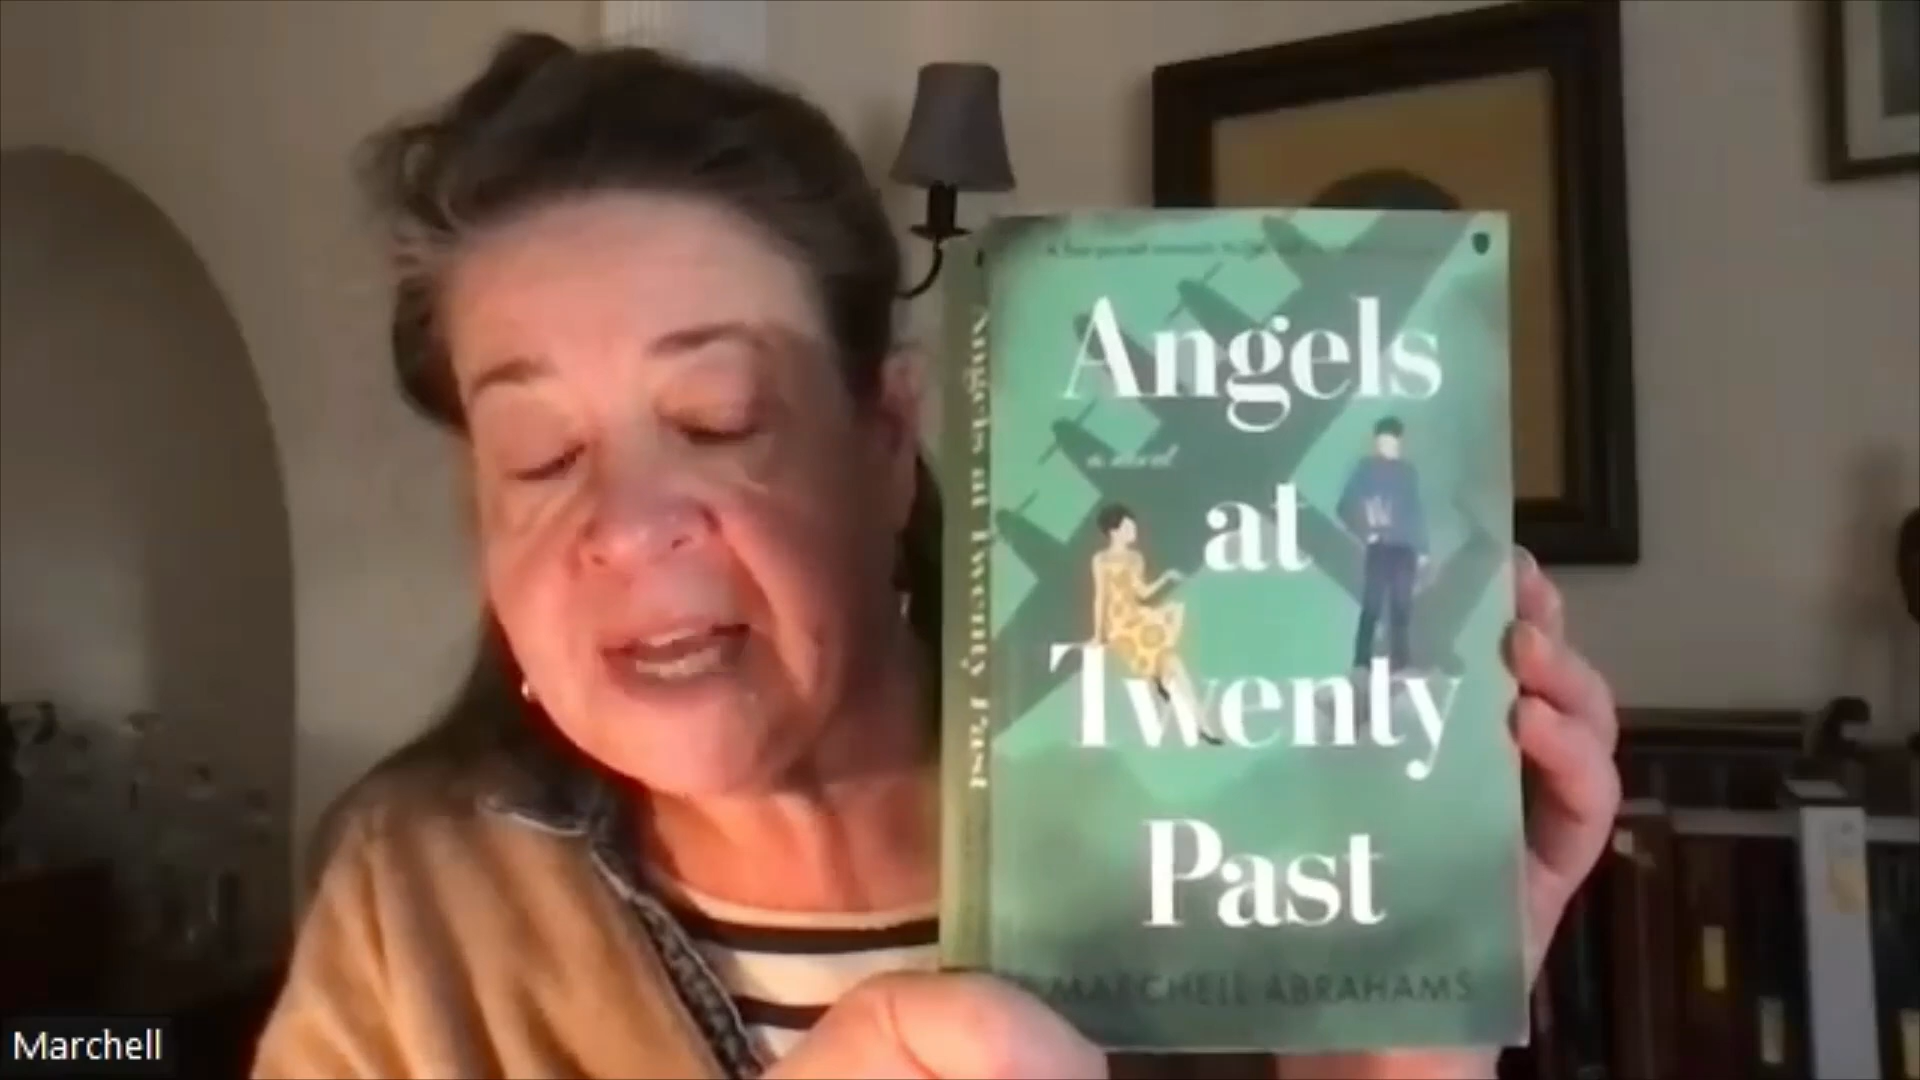 Angels
a novel
at
Twenty
Past
MARCHELL ABRAHAMS
Angels at Twenty Past
Marchell